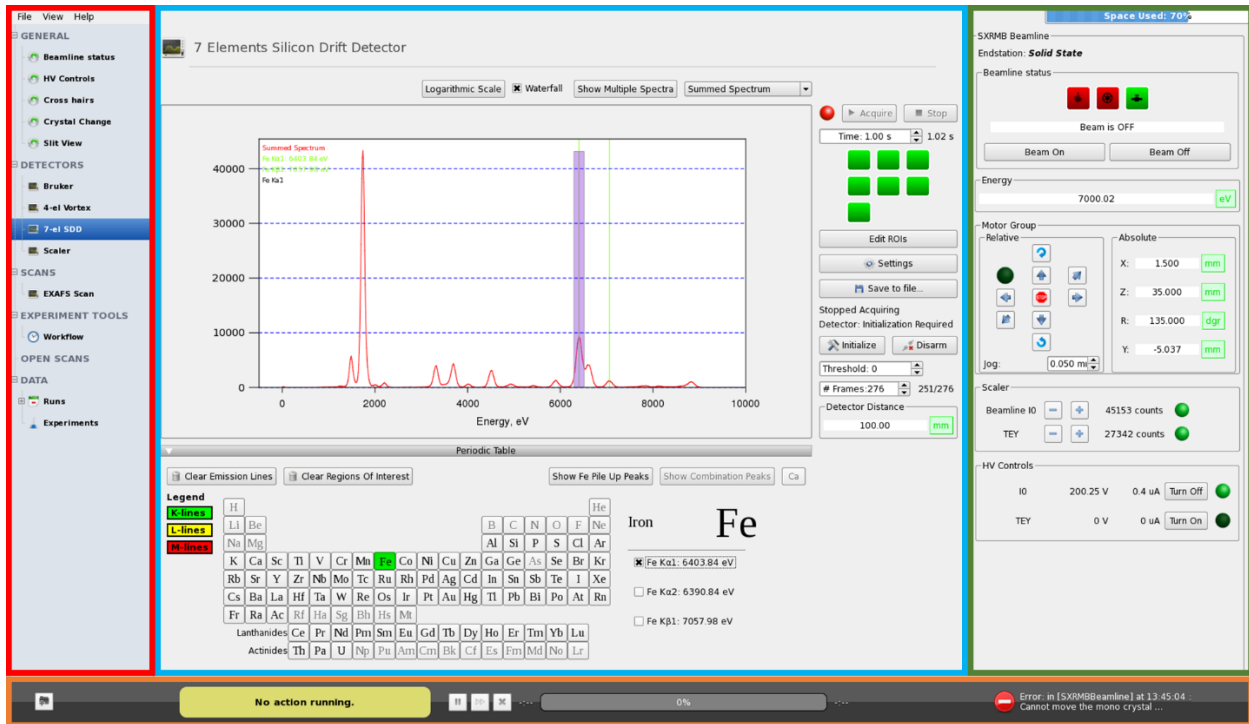 File View Help
GENERAL
Beamline status
HV Controls
Cross hairs
Crystal Change
Slit View
DETECTORS
Bruker
4-el Vortex
7-el SDD
Scaler
SCANS
EXAFS Scan
EXPERIMENT TOOLS
Workflow
OPEN SCANS
DATA
Runs
Experiments
7 Elements Silicon Drift Detector
Logarithmic Scale Waterfall Show Multiple Spectra Summed Spectrum
Summed Spectrum
Fe Kα1 6403.84 eV
Fe Kβ1 7057.98 eV
Fe Ka1
40000
30000
20000
10000
0
0 2000 4000 6000 8000 10000
Energy, eV
Acquire Stop
Time: 1.00 s 1.02 s
Edit ROIs
Settings
Save to file...
Stopped Acquiring
Detector: Initialization Required
Initialize Disarm
Threshold: 0
# Frames:276 251/276
Detector Distance
100.00 mm
Periodic Table
Clear Emission Lines Clear Regions Of Interest Show Fe Pile Up Peaks Show Combination Peaks Ca
Legend
K-lines
L-lines
M-lines
H He
Li Be B C N O F Ne
Na Mg Al Si P S Cl Ar
K Ca Sc Tl V Cr Mn Fe Co Ni Cu Zn Ga Ge As Se Br Kr
Rb Sr Y Zr Nb Mo Tc Ru Rh Pd Ag Cd In Sn Sb Te I Xe
Cs Ba La Hf Ta W Re Os Ir Pt Au Hg Tl Pb Bi Po At Rn
Fr Ra Ac Rf Ha Sg Bh Hs Mt
Lanthanides Ce Pr Nd Pm Sm Eu Gd Tb Dy Ho Er Tm Yb Lu
Actinides Th Pa U Np Pu Am Cm Bk Cf Es Fm Md No Lr
Iron Fe
Fe Kα1: 6403.84 eV
Fe Kα2: 6390.84 eV
Fe Kβ1: 7057.98 eV
Space Used: 70%
SXRMB Beamline
Endstation: Solid State
Beamline status
Beam is OFF
Beam On Beam Off
Energy
7000.02 eV
Motor Group
Relative
STOP
Jog: 0.050 m
Absolute
X: 1.500 mm
Z: 35.000 mm
R: 135.000 dgr
Y: -5.037 mm
Scaler
Beamline I0 45153 counts
TEY 27342 counts
HV Controls
I0 200.25 V 0.4 uA Turn Off
TEY 0 V 0 uA Turn On
No action running.
-:-- 0% -:--
Error: in [SXRMBBeamline] at 13:45:04 :
Cannot move the mono crystal ...